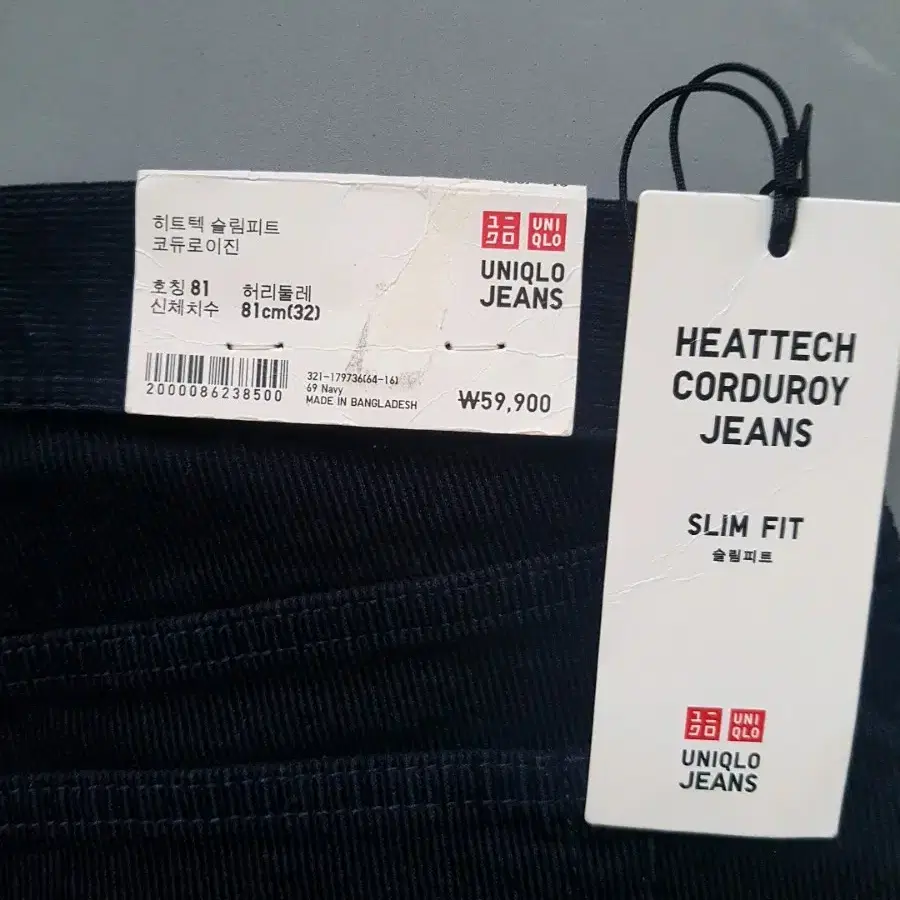 히트텍 슬림피트
코듀로이진
호칭 81 허리둘레
신체치수 81cm(32)
2000086238500
321-179736(64-16)
69 Navy
MADE IN BANGLADESH
₩59,900
ユニ UNI
クロ QLO
UNIQLO
JEANS
HEATTECH
CORDUROY
JEANS
SLIM FIT
슬림피트
ユニ UNI
クロ QLO
UNIQLO
JEANS